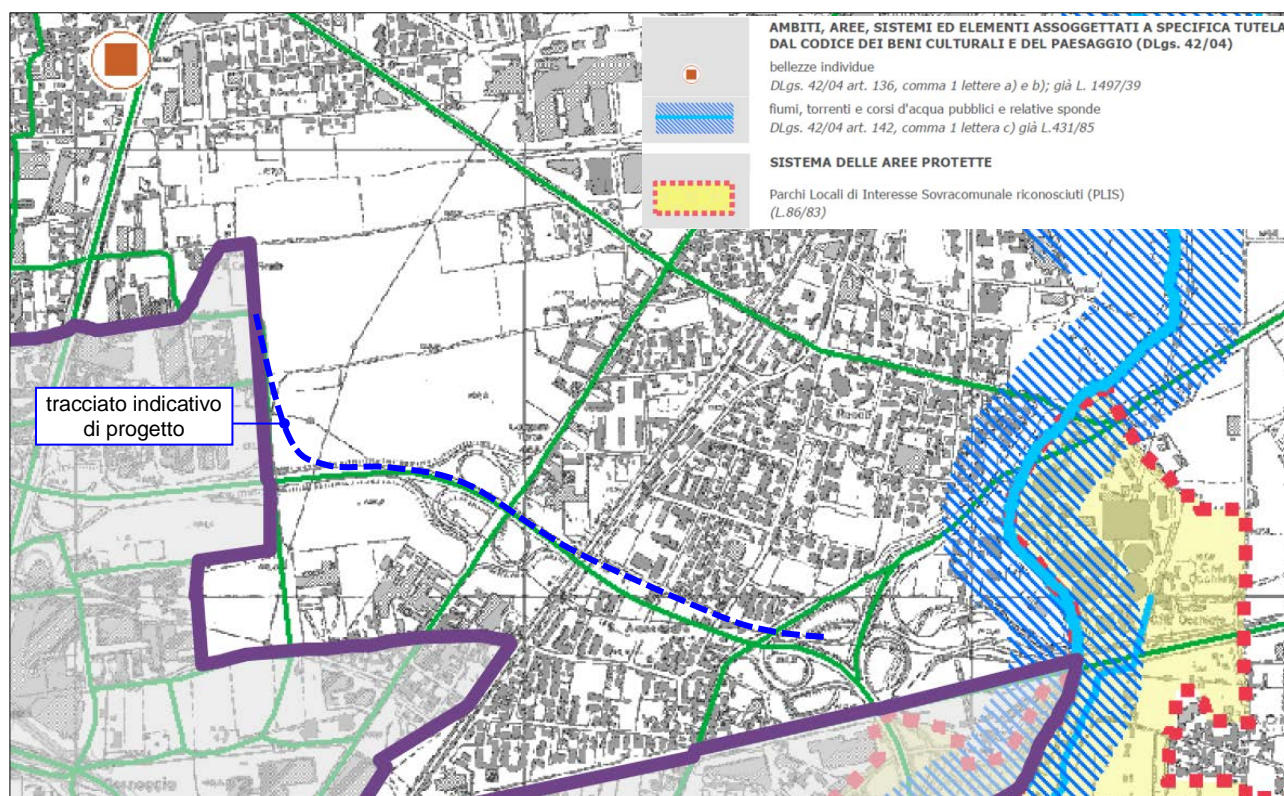 AMBITI, AREE, SISTEMI ED ELEMENTI ASSOGGETTATI A SPECIFICA TUTELA
DAL CODICE DEI BENI CULTURALI E DEL PAESAGGIO (DLgs. 42/04)
bellezze individue
DLgs. 42/04 art. 136, comma 1 lettere a) e b); già L. 1497/39
fiumi, torrenti e corsi d'acqua pubblici e relative sponde
DLgs. 42/04 art. 142, comma 1 lettera c) già L.431/85
SISTEMA DELLE AREE PROTETTE
Parchi Locali di Interesse Sovracomunale riconosciuti (PLIS)
(L.86/83)
tracciato indicativo
di progetto